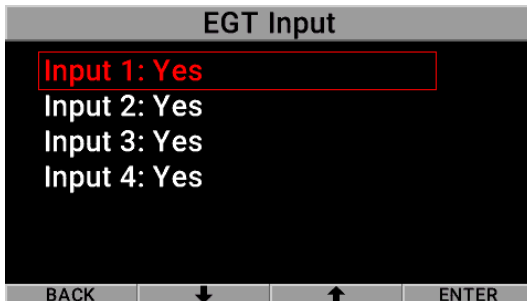 EGT Input
Input 1: Yes
Input 2: Yes
Input 3: Yes
Input 4: Yes
BACK ↓ ↑ ENTER